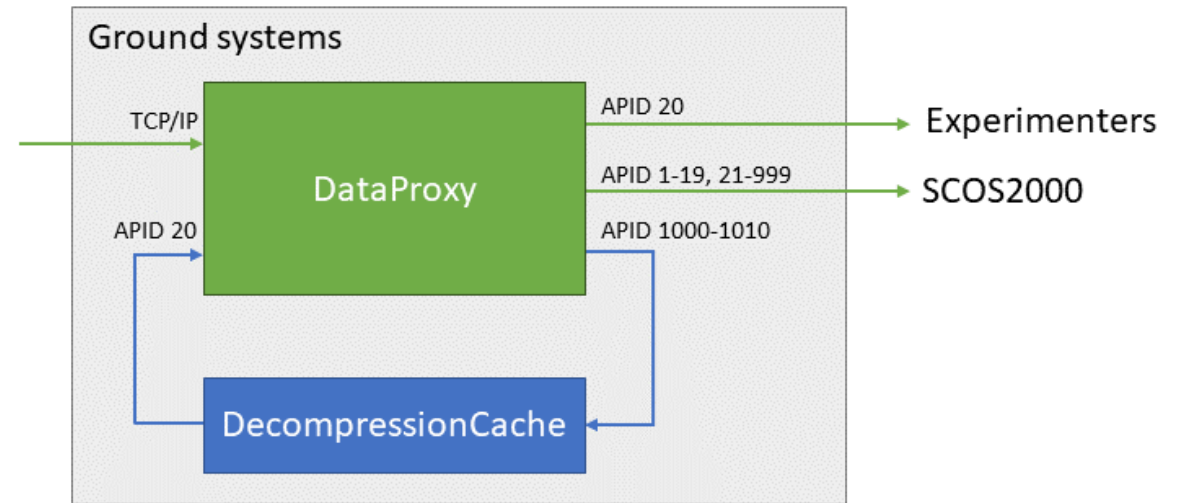 Ground systems
TCP/IP
APID 20
Experimenters
DataProxy
APID 1-19, 21-999
SCOS2000
APID 20
APID 1000-1010
DecompressionCache